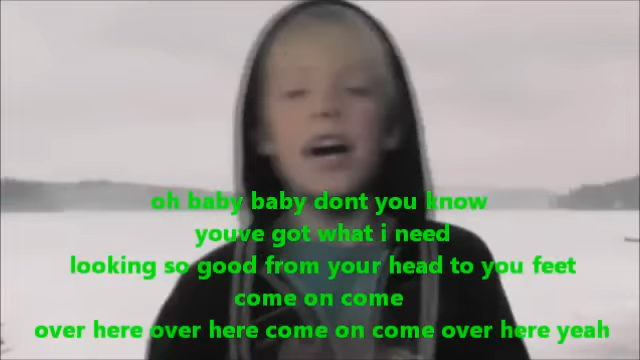 oh baby baby dont you know
youve got what i need
looking so good from your head to you feet
come on come
over here over here come on come over here yeah